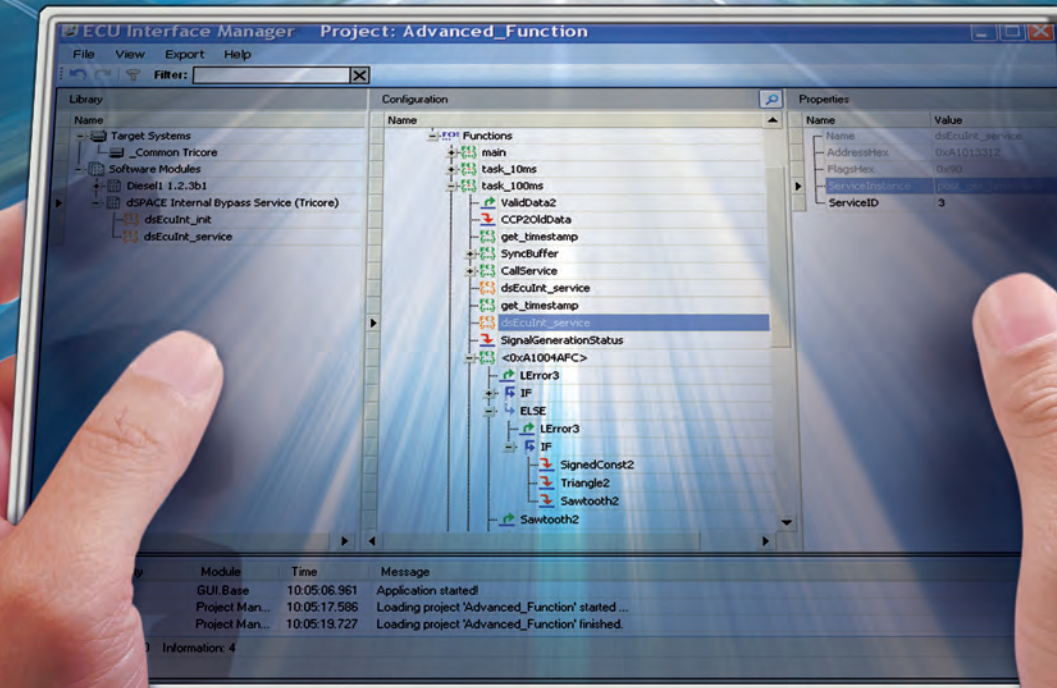 ECU Interface Manager Project: Advanced_Function
File View Export Help
Filter:
Library
Name
Target Systems
_Common Tricore
Software Modules
Diesel1 1.2.3b1
dSPACE Internal Bypass Service (Tricore)
dsEcuInt_init
dsEcuInt_service
Configuration
Name
Functions
main
task_10ms
task_100ms
ValidData2
CCP2OldData
get_timestamp
SyncBuffer
CallService
dsEcuInt_service
get_timestamp
dsEcuInt_service
SignalGenerationStatus
<0xA1004AFC>
LError3
IF
ELSE
LError3
IF
SignedConst2
Triangle2
Sawtooth2
Sawtooth2
Properties
Name Value
Name dsEcuInt_service
AddressHex 0xA1013312
FlagsHex 0x90
ServiceInstance
ServiceID 3
Module Time Message
GUI.Base 10:05:06.961 Application started!
Project Man... 10:05:17.586 Loading project 'Advanced_Function' started ...
Project Man... 10:05:19.727 Loading project 'Advanced_Function' finished.
Information: 4